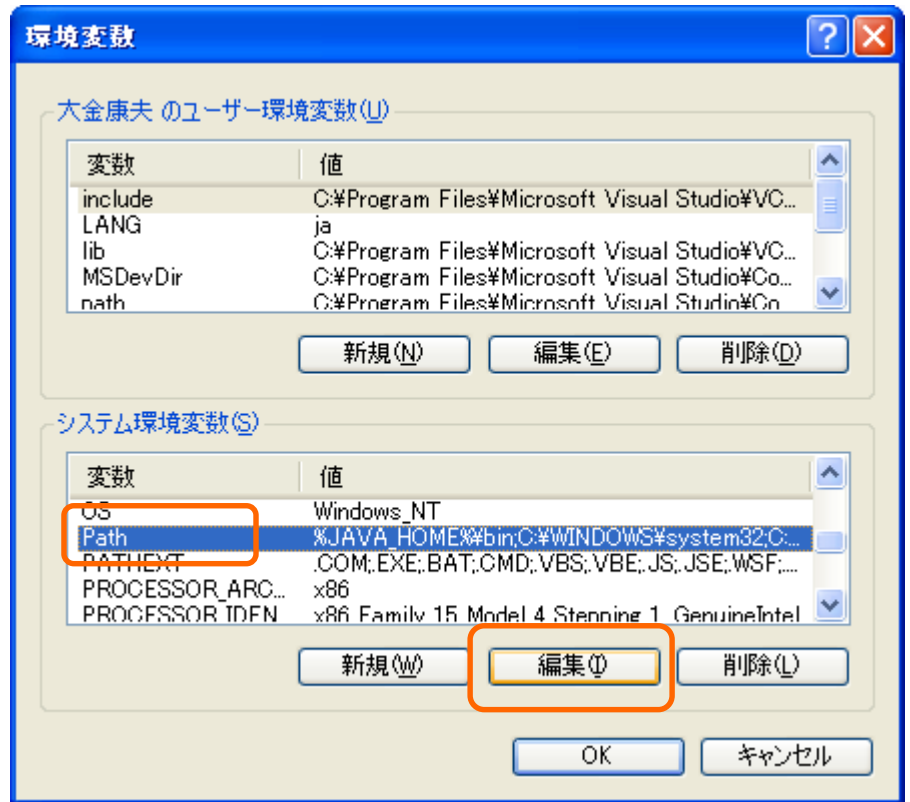 環境変数
大金康夫 のユーザー環境変数(U)
変数 値
include C:¥Program Files¥Microsoft Visual Studio¥VC...
LANG ja
lib C:¥Program Files¥Microsoft Visual Studio¥VC...
MSDevDir C:¥Program Files¥Microsoft Visual Studio¥Co...
path C:¥Program Files¥Microsoft Visual Studio¥Co
新規(N) 編集(E) 削除(D)
システム環境変数(S)
変数 値
OS Windows_NT
Path %JAVA_HOME%¥bin;C:¥WINDOWS¥system32;C:...
PATHEXT .COM;.EXE;.BAT;.CMD;.VBS;.VBE;.JS;.JSE;.WSF;....
PROCESSOR_ARC... x86
PROCESSOR_IDEN x86 Family 15 Model 4 Stepping 1, GenuineIntel
新規(W) 編集(I) 削除(L)
OK キャンセル